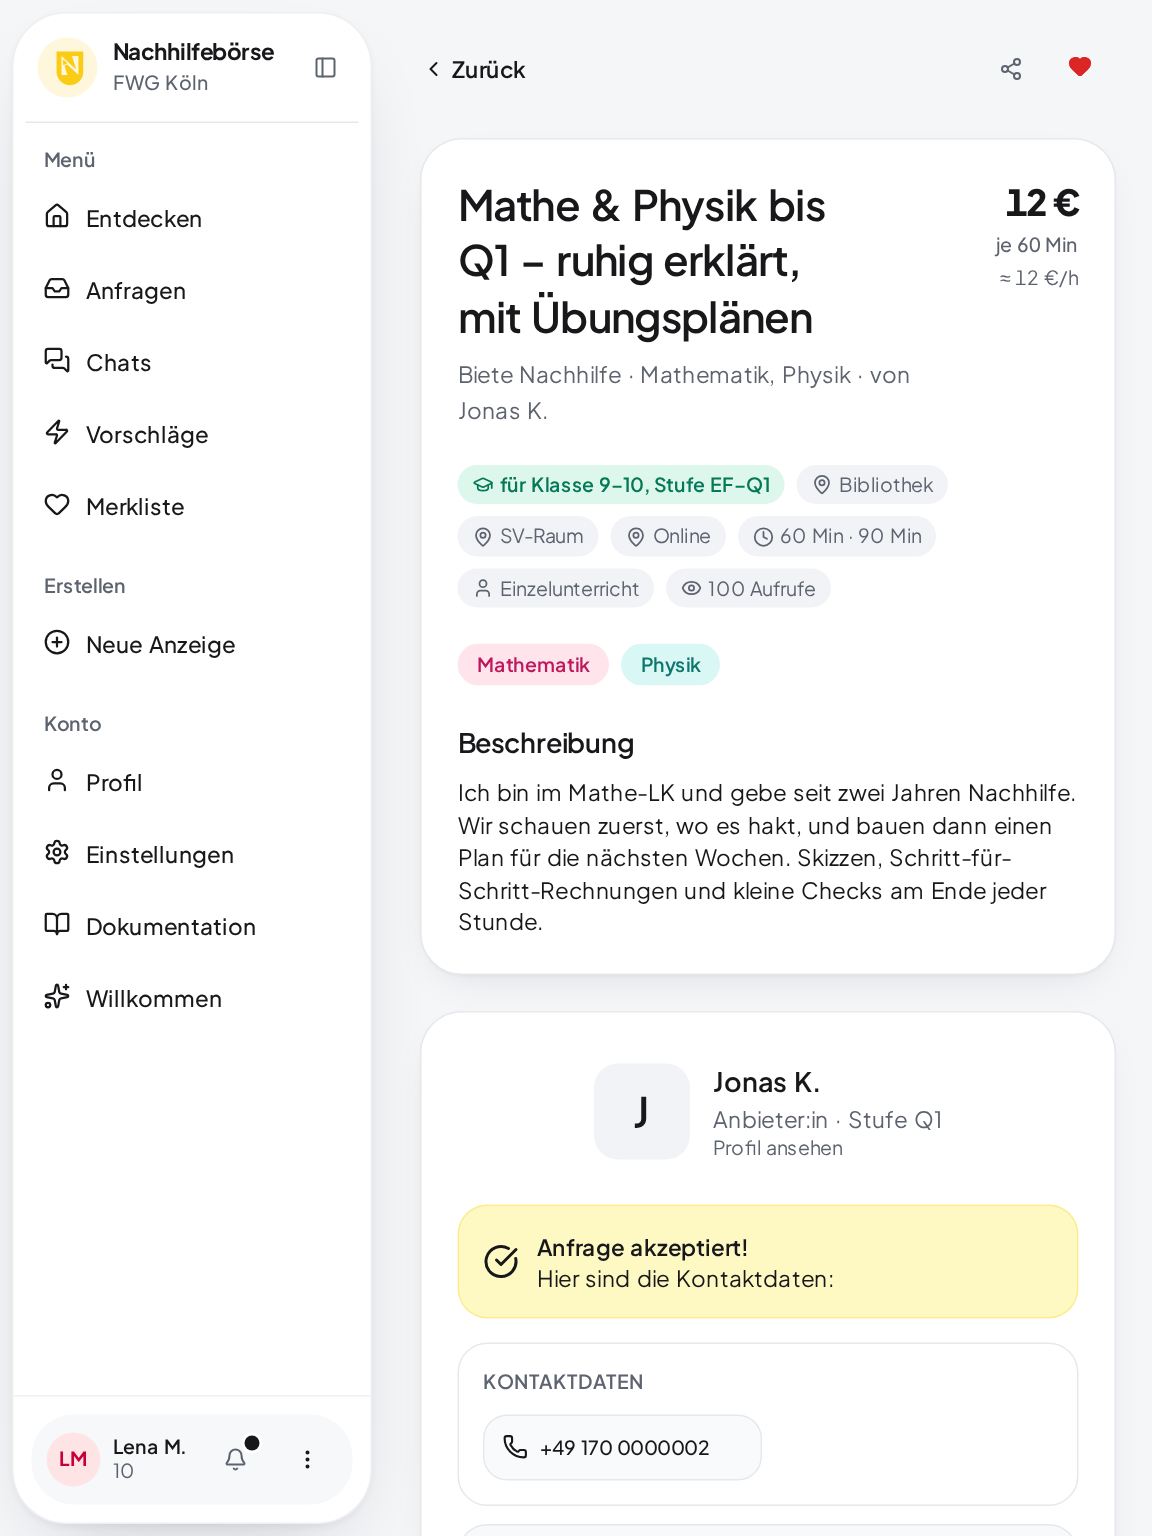 Nachhilfebörse
FWG Köln
Menü
Entdecken
Anfragen
Chats
Vorschläge
Merkliste
Erstellen
Neue Anzeige
Konto
Profil
Einstellungen
Dokumentation
Willkommen
LM
Lena M.
10
Zurück
Mathe & Physik bis
Q1 – ruhig erklärt,
mit Übungsplänen
12 €
je 60 Min
≈ 12 €/h
Biete Nachhilfe · Mathematik, Physik · von
Jonas K.
für Klasse 9–10, Stufe EF–Q1
Bibliothek
SV-Raum
Online
60 Min · 90 Min
Einzelunterricht
100 Aufrufe
Mathematik
Physik
Beschreibung
Ich bin im Mathe-LK und gebe seit zwei Jahren Nachhilfe.
Wir schauen zuerst, wo es hakt, und bauen dann einen
Plan für die nächsten Wochen. Skizzen, Schritt-für-
Schritt-Rechnungen und kleine Checks am Ende jeder
Stunde.
J
Jonas K.
Anbieter:in · Stufe Q1
Profil ansehen
Anfrage akzeptiert!
Hier sind die Kontaktdaten:
KONTAKTDATEN
+49 170 0000002